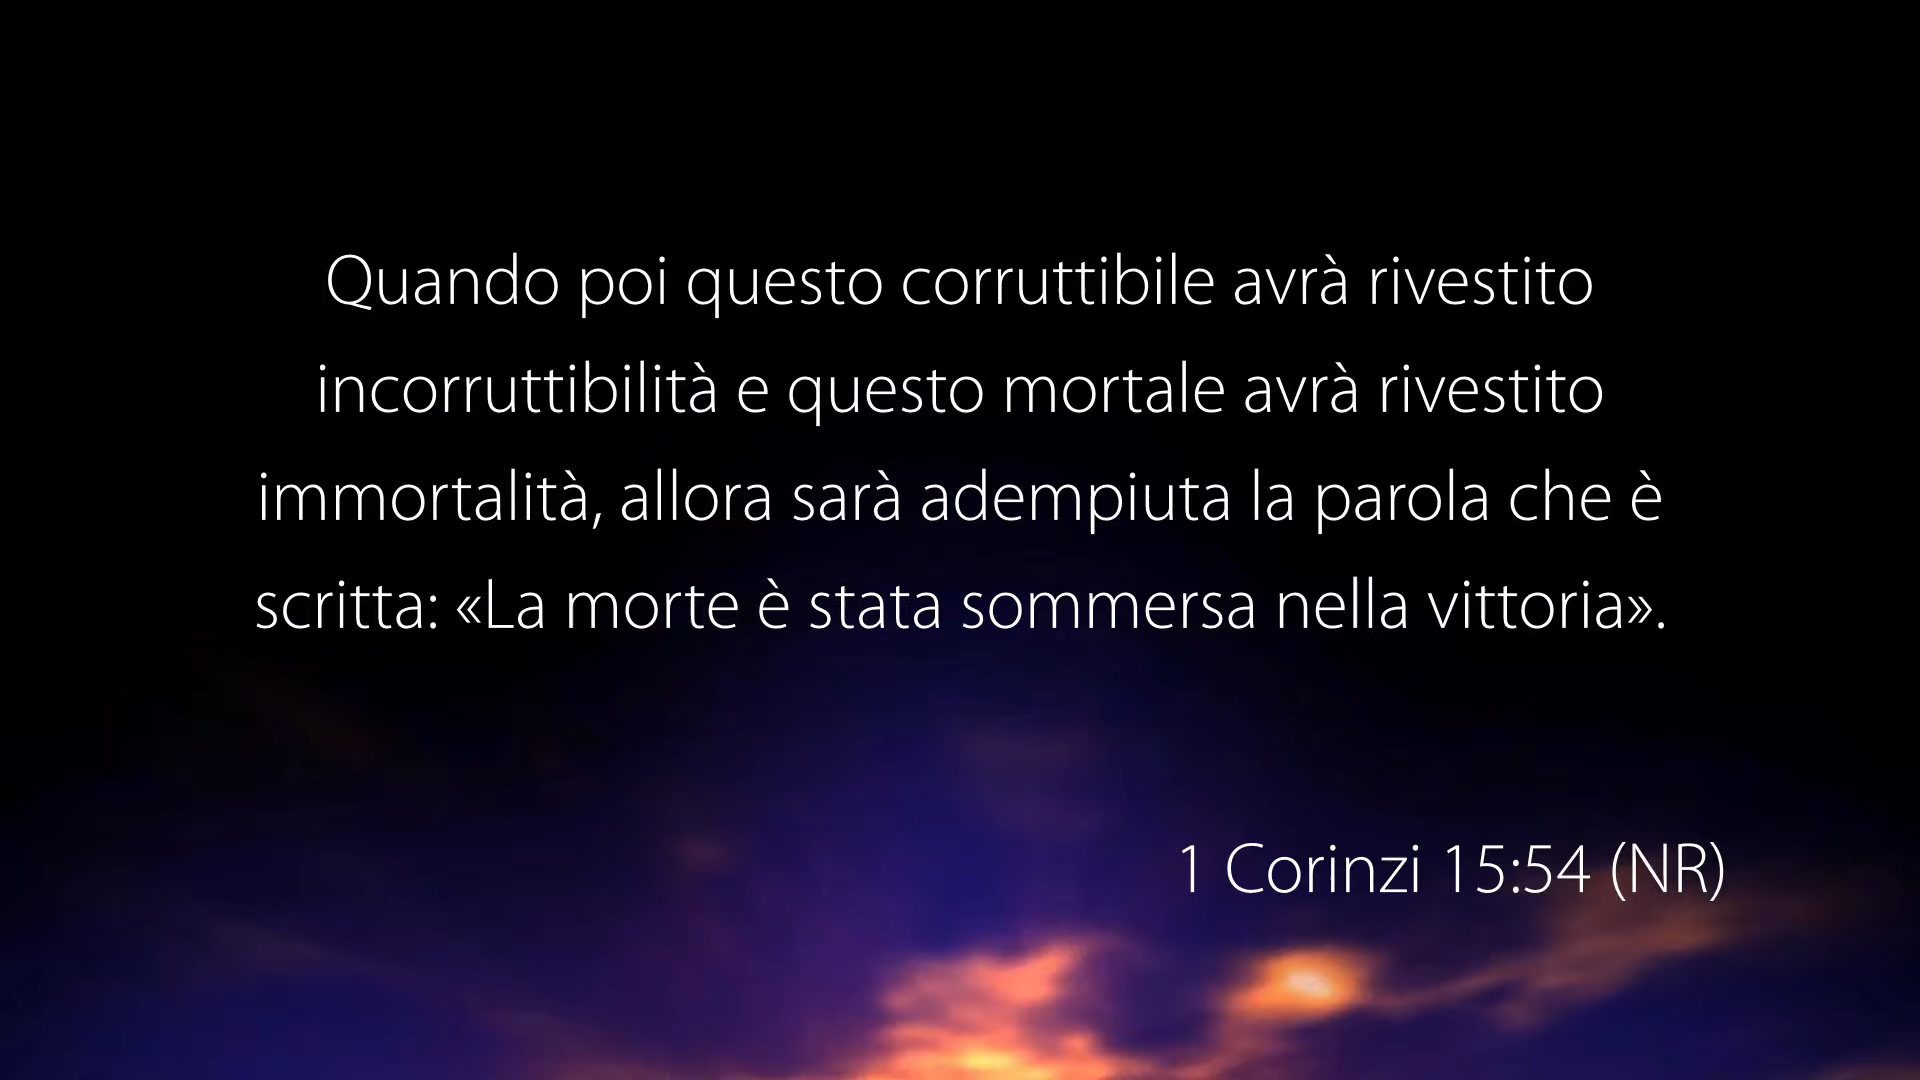 Quando poi questo corruttibile avrà rivestito
incorruttibilità e questo mortale avrà rivestito
immortalità, allora sarà adempiuta la parola che è
scritta: «La morte è stata sommersa nella vittoria».
1 Corinzi 15:54 (NR)